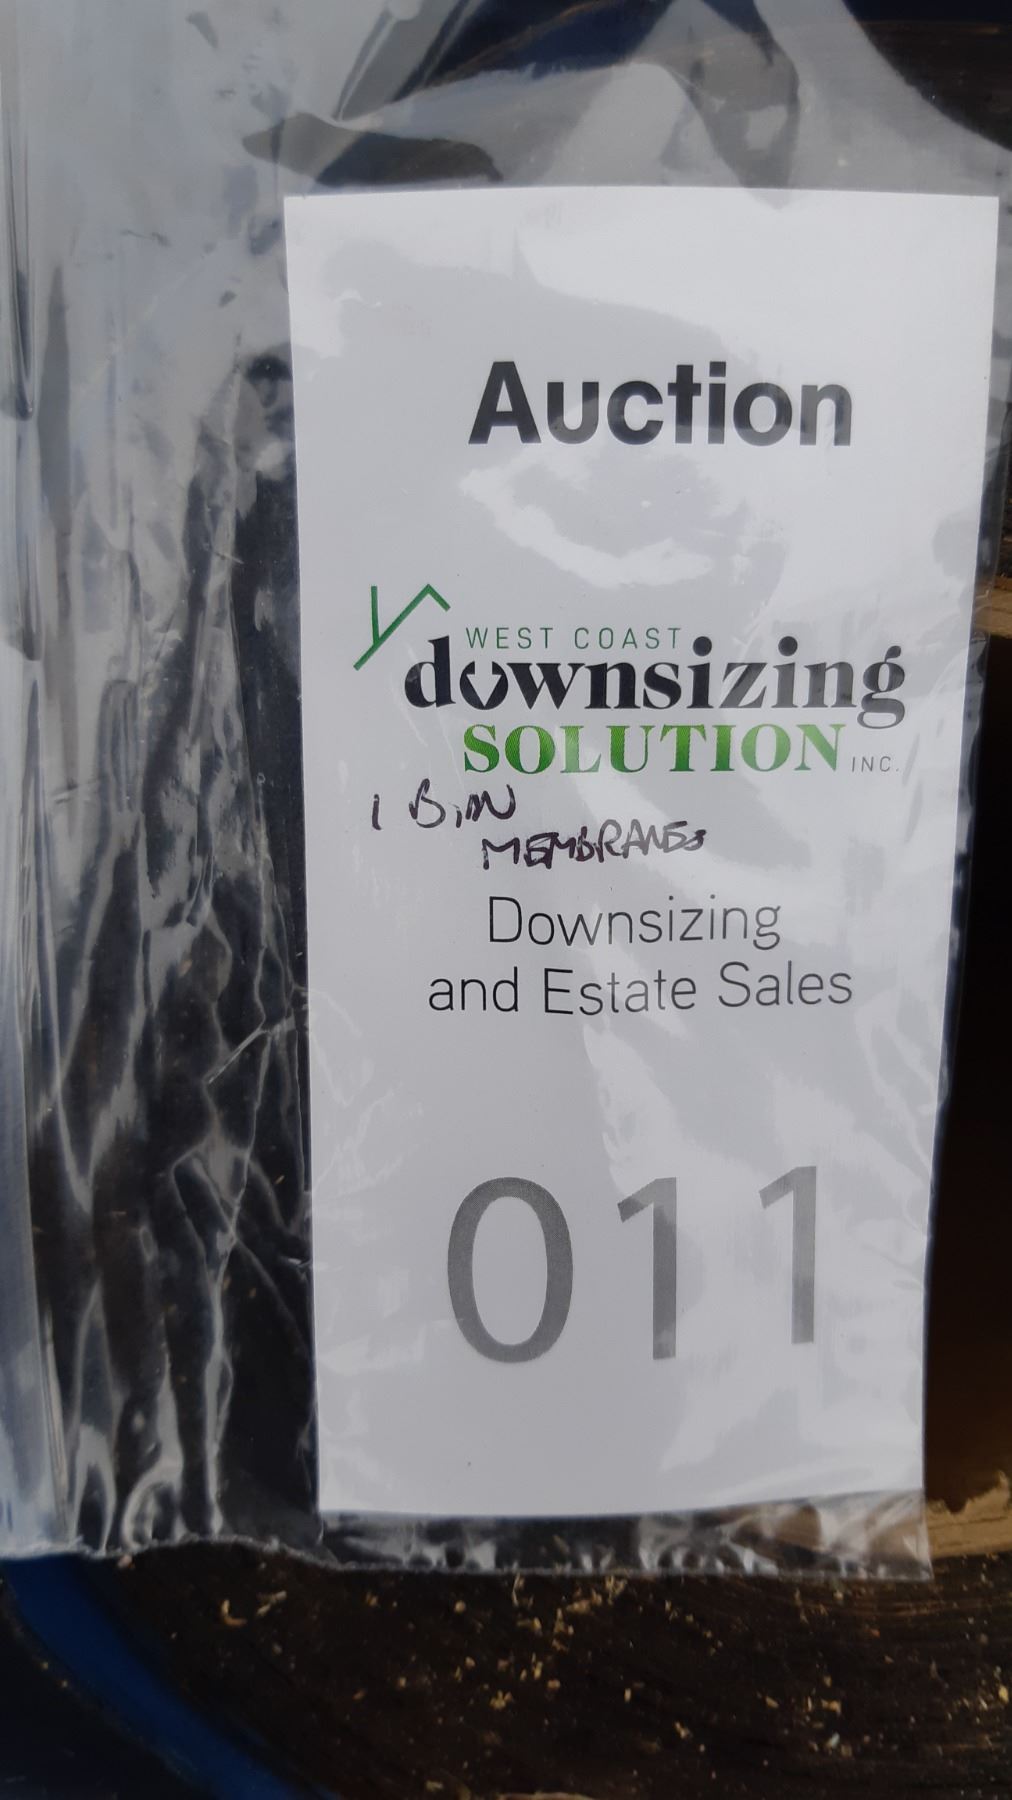 Auction
WEST COAST
downsizing
SOLUTION INC.
1 BIN
MEMBRANES
Downsizing
and Estate Sales
011